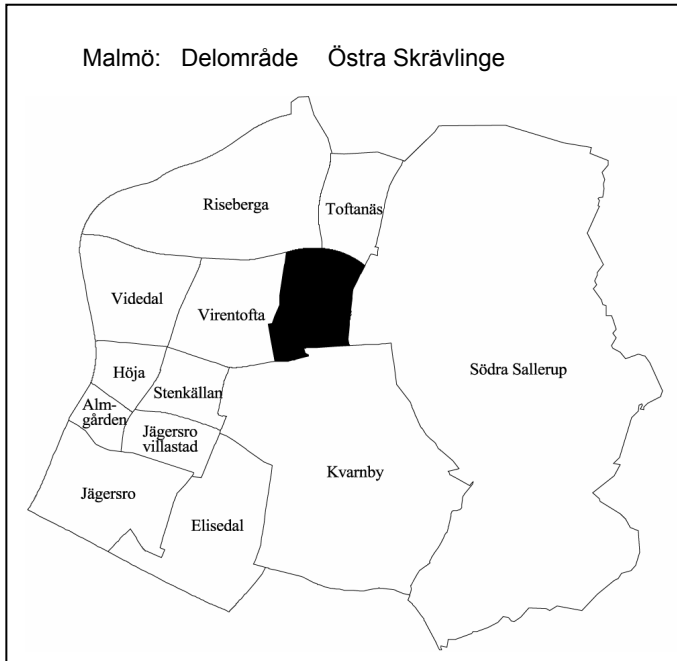 Malmö: Delområde Östra Skrävlinge
Riseberga
Toftanäs
Videdal
Virentofta
Södra Sallerup
Höja
Stenkällan
Alm-
gården
Jägersro
villastad
Kvarnby
Jägersro
Elisedal